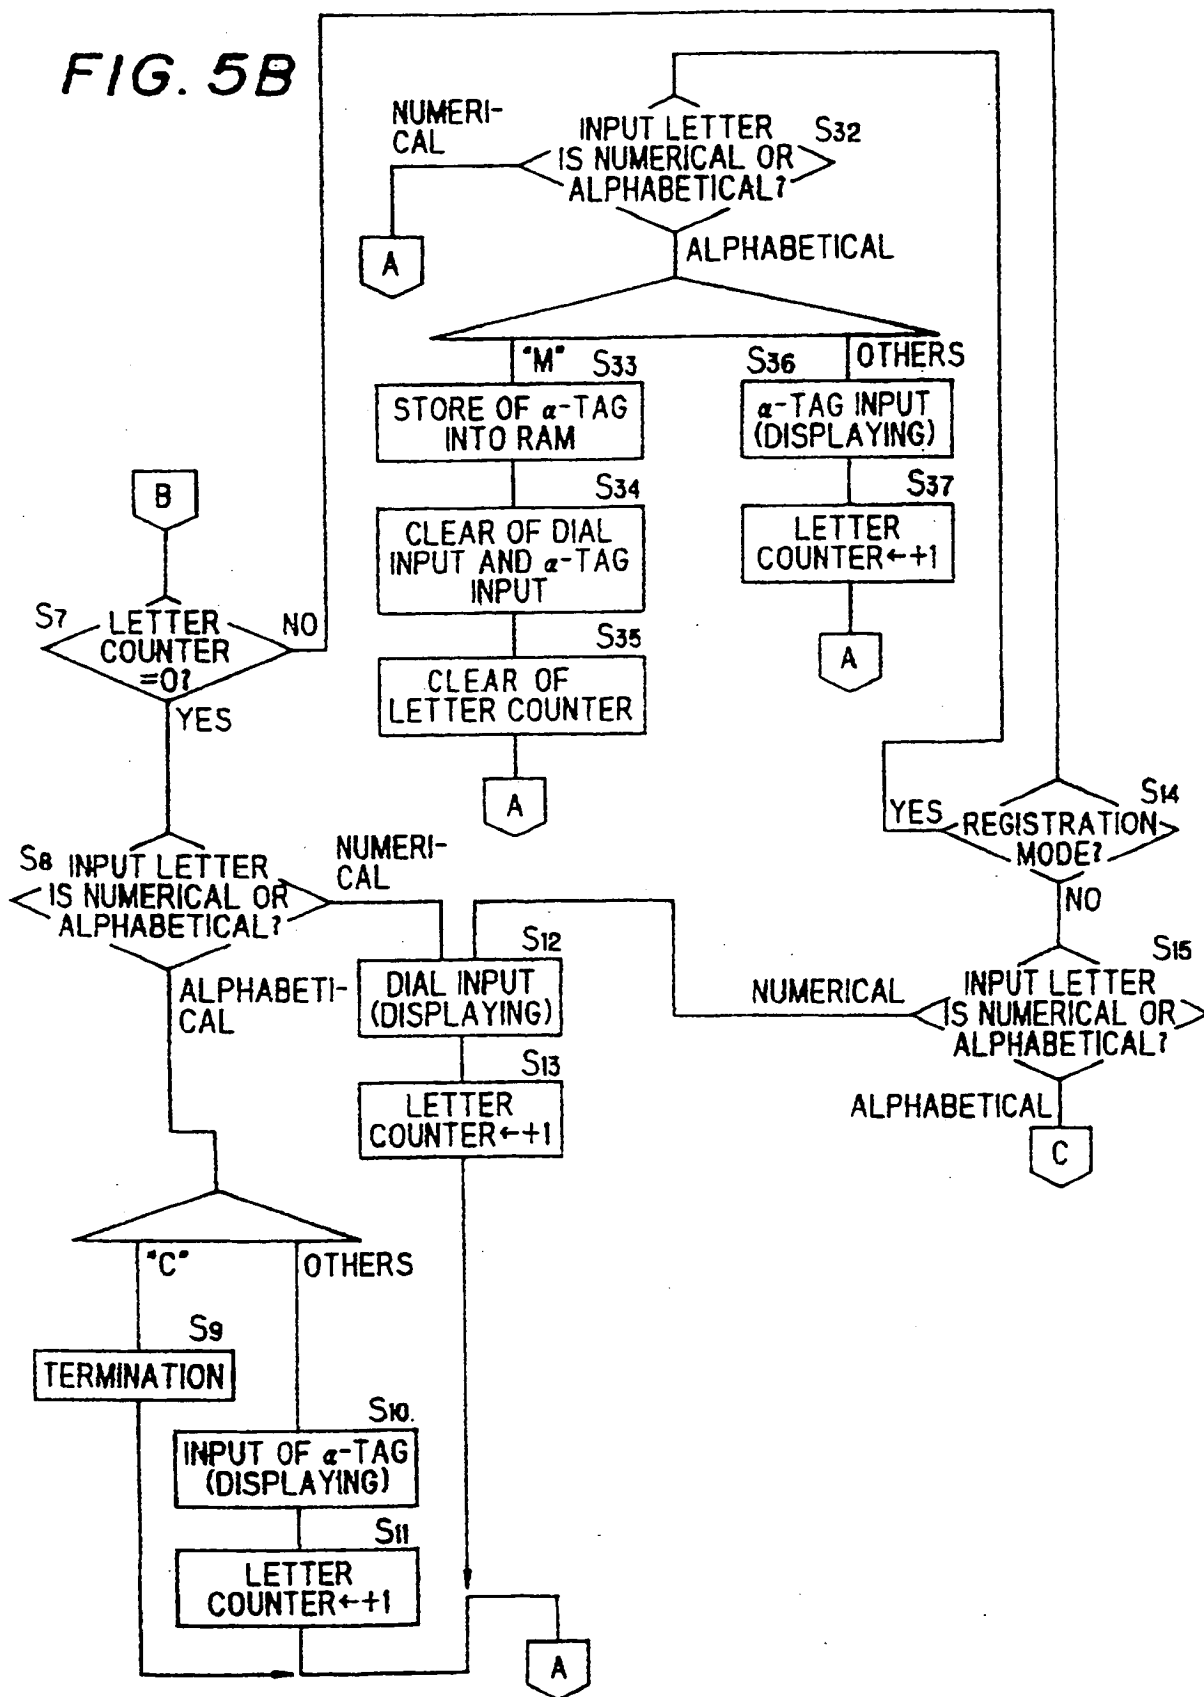 FIG. 5B
NUMERI-
CAL
INPUT LETTER
IS NUMERICAL OR
ALPHABETICAL?
S32
A
ALPHABETICAL
"M"
S33
S36
OTHERS
STORE OF α-TAG
INTO RAM
α-TAG INPUT
(DISPLAYING)
S34
S37
CLEAR OF DIAL
INPUT AND α-TAG
INPUT
LETTER
COUNTER←+1
B
S7
LETTER
COUNTER
=0?
NO
YES
S35
CLEAR OF
LETTER COUNTER
A
A
YES
S14
REGISTRATION
MODE?
NO
S8
INPUT LETTER
IS NUMERICAL OR
ALPHABETICAL?
NUMERI-
CAL
S12
DIAL INPUT
(DISPLAYING)
NUMERICAL
S15
INPUT LETTER
IS NUMERICAL OR
ALPHABETICAL?
ALPHABETI-
CAL
S13
LETTER
COUNTER←+1
ALPHABETICAL
C
"C"
OTHERS
S9
TERMINATION
S10.
INPUT OF α-TAG
(DISPLAYING)
S11
LETTER
COUNTER←+1
A